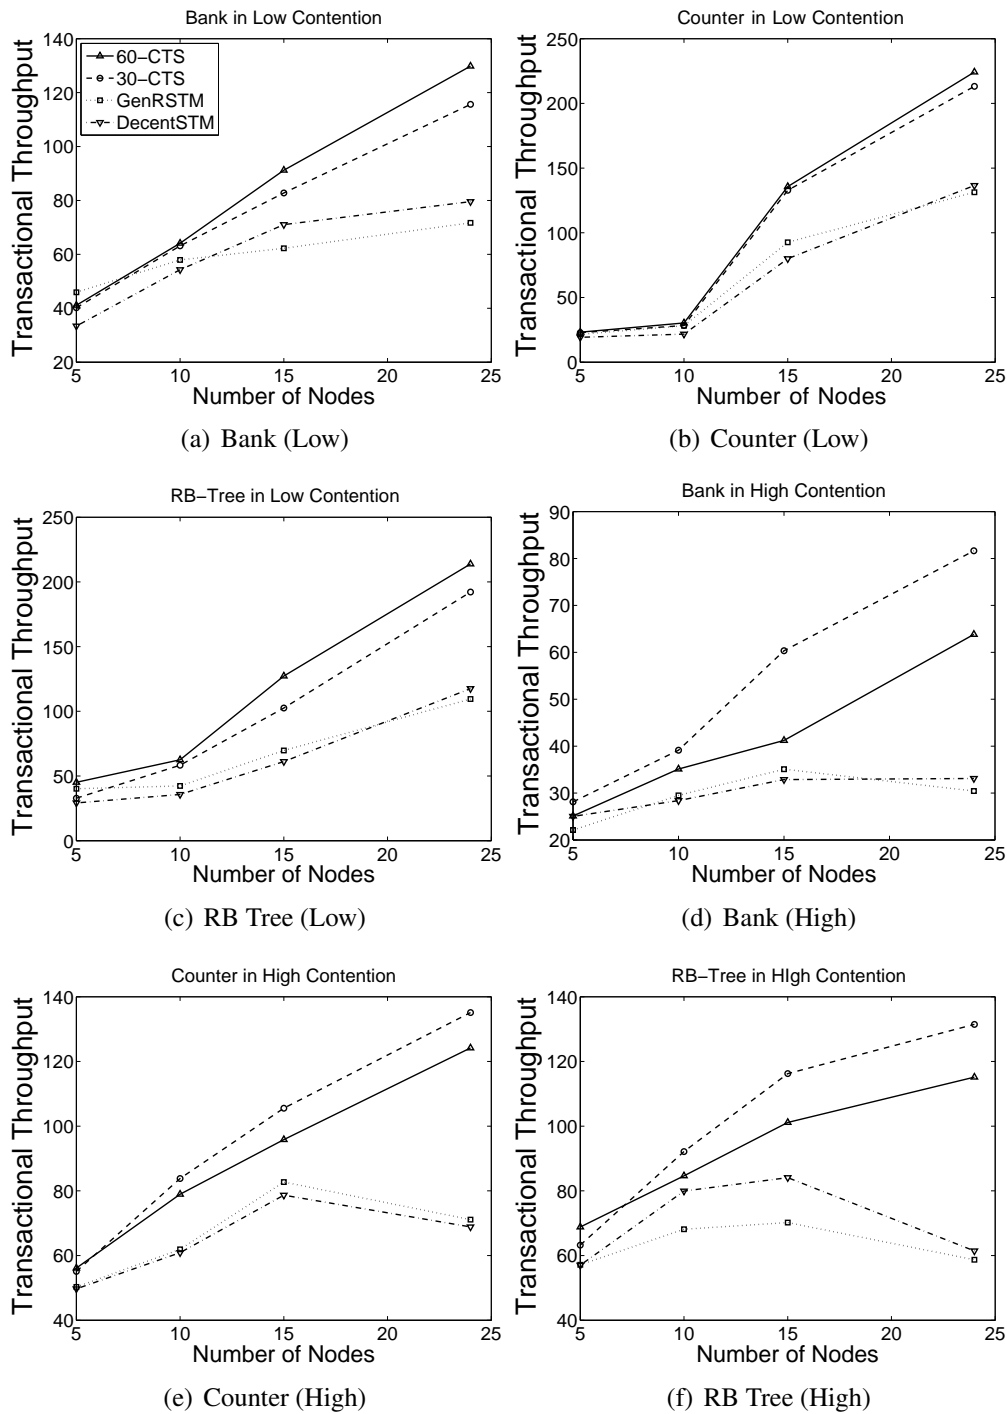 Bank in Low Contention
Transactional Throughput
140
120
100
80
60
40
20
60-CTS
30-CTS
GenRSTM
DecentSTM
5 10 15 20 25
Number of Nodes
(a) Bank (Low)
Counter in Low Contention
Transactional Throughput
250
200
150
100
50
0
5 10 15 20 25
Number of Nodes
(b) Counter (Low)
RB-Tree in Low Contention
Transactional Throughput
250
200
150
100
50
0
5 10 15 20 25
Number of Nodes
(c) RB Tree (Low)
Bank in High Contention
Transactional Throughput
90
80
70
60
50
40
30
20
5 10 15 20 25
Number of Nodes
(d) Bank (High)
Counter in High Contention
Transactional Throughput
140
120
100
80
60
40
5 10 15 20 25
Number of Nodes
(e) Counter (High)
RB-Tree in HIgh Contention
Transactional Throughput
140
120
100
80
60
40
5 10 15 20 25
Number of Nodes
(f) RB Tree (High)